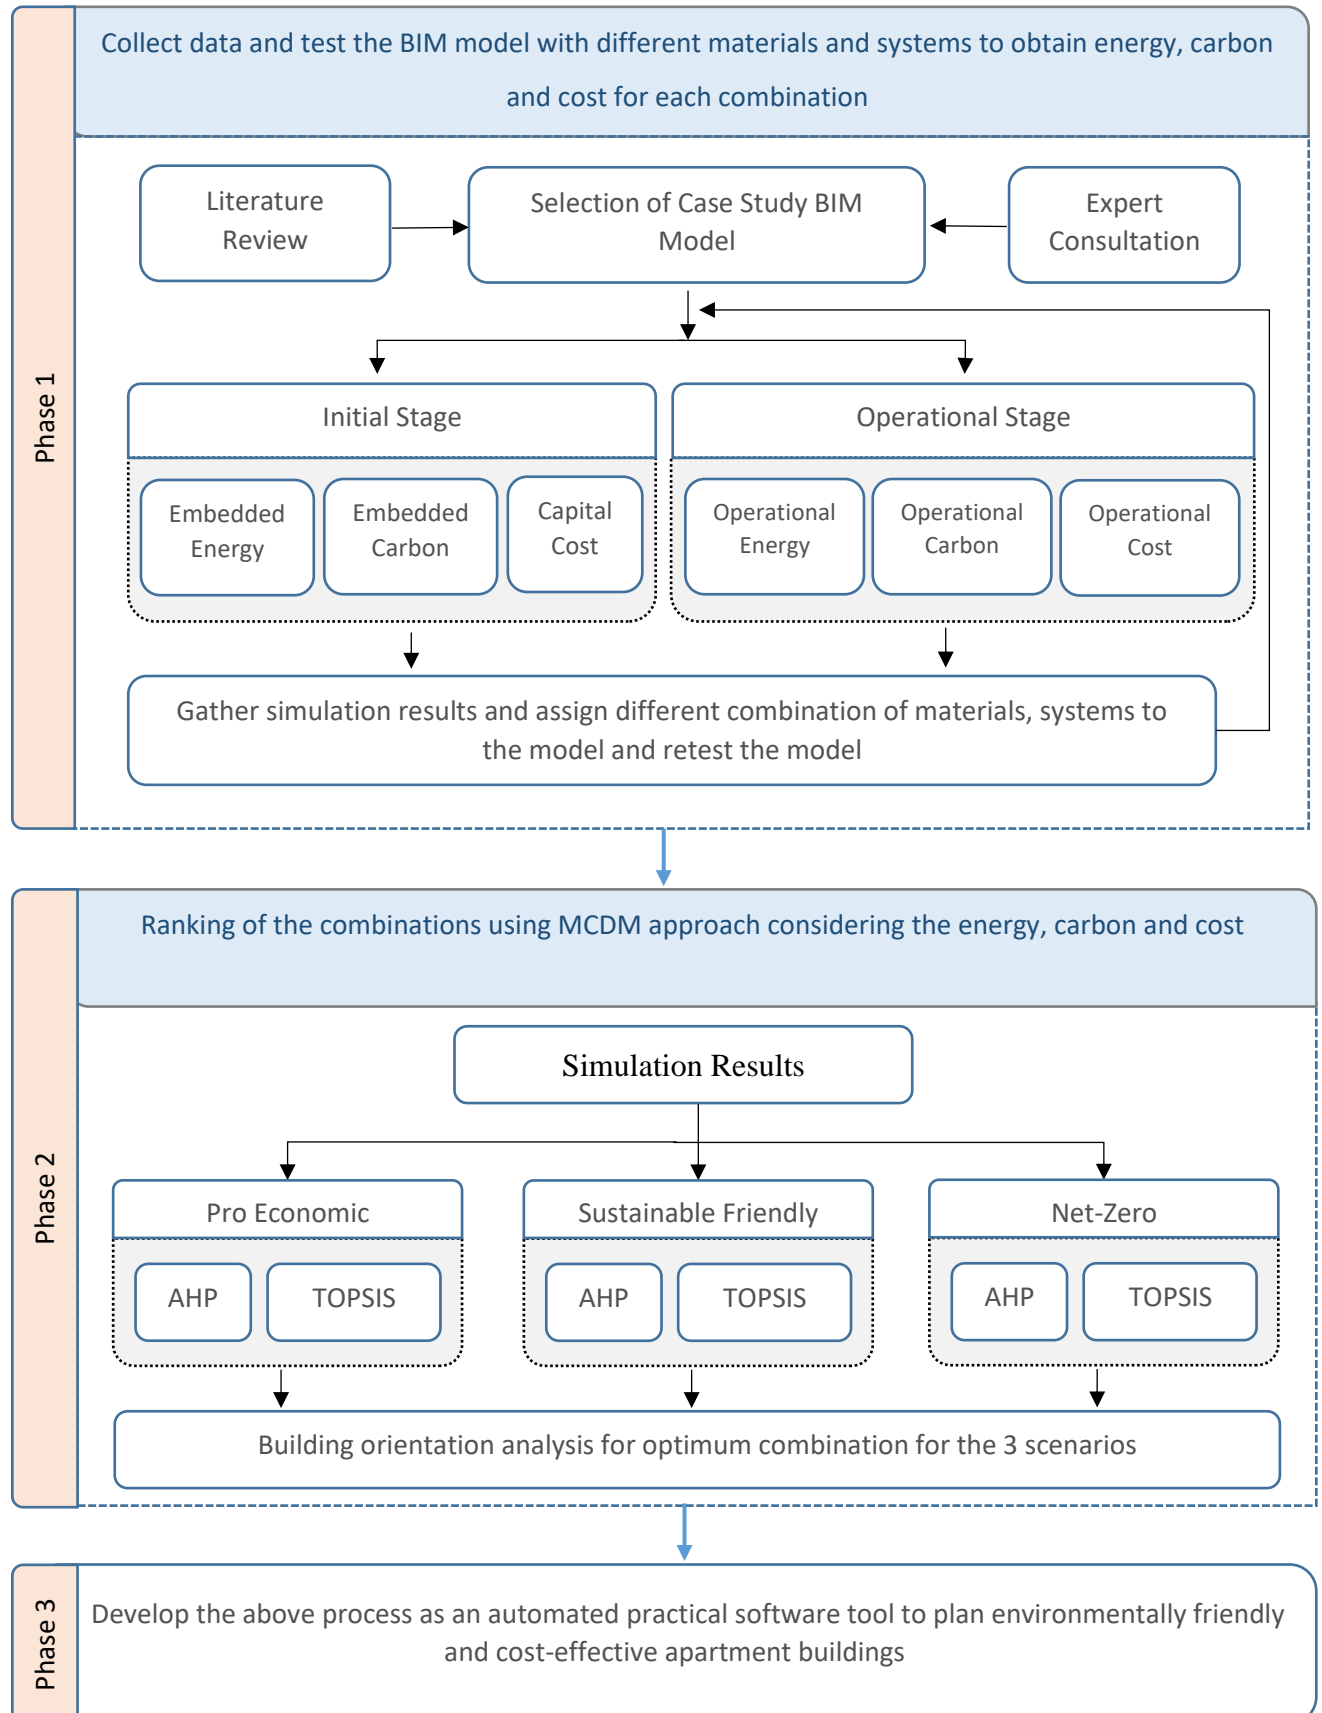 Phase 1
Collect data and test the BIM model with different materials and systems to obtain energy, carbon
and cost for each combination
Literature
Review
Selection of Case Study BIM
Model
Expert
Consultation
Initial Stage
Operational Stage
Embedded
Energy
Embedded
Carbon
Capital
Cost
Operational
Energy
Operational
Carbon
Operational
Cost
Gather simulation results and assign different combination of materials, systems to
the model and retest the model
Phase 2
Ranking of the combinations using MCDM approach considering the energy, carbon and cost
Simulation Results
Pro Economic
Sustainable Friendly
Net-Zero
AHP
TOPSIS
AHP
TOPSIS
AHP
TOPSIS
Building orientation analysis for optimum combination for the 3 scenarios
Phase 3
Develop the above process as an automated practical software tool to plan environmentally friendly
and cost-effective apartment buildings